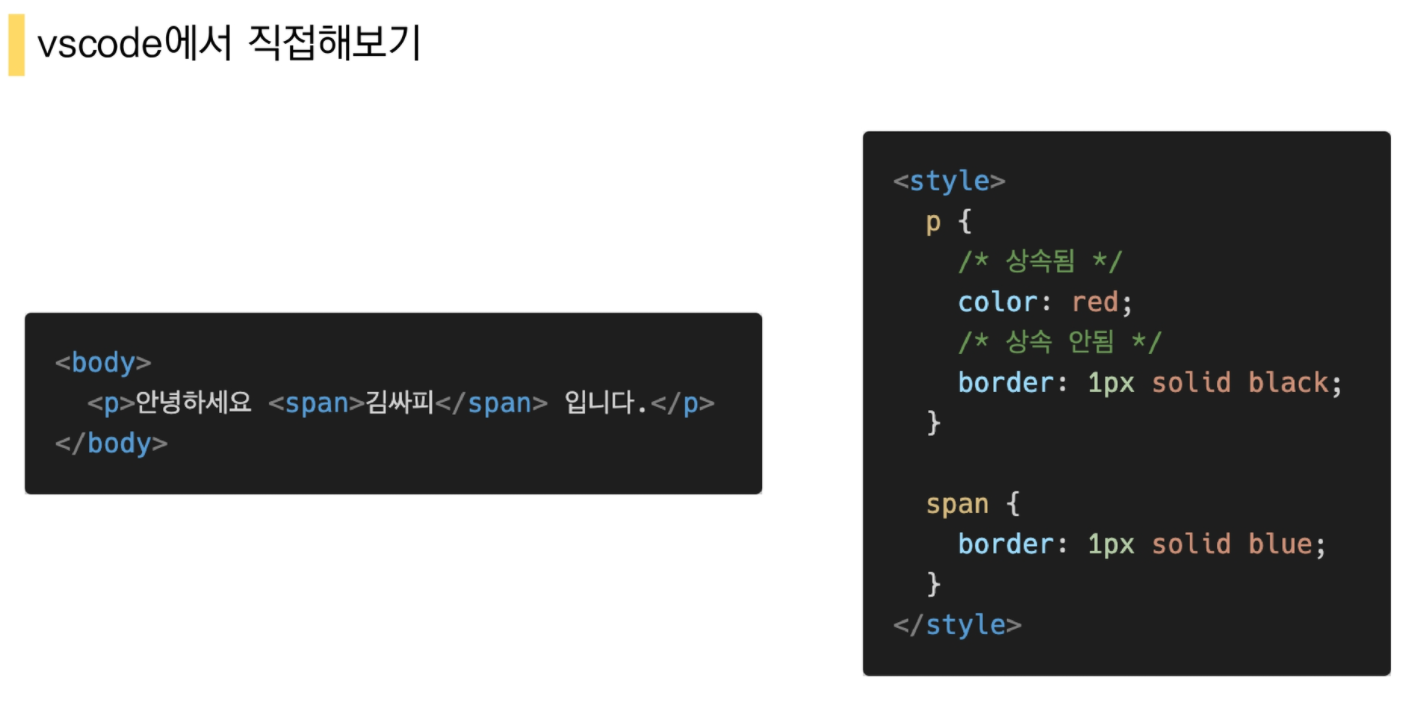 vscode에서 직접해보기
<body>
  <p>안녕하세요 <span>김싸피</span> 입니다.</p>
</body>
<style>
  p {
    /* 상속됨 */
    color: red;
    /* 상속 안됨 */
    border: 1px solid black;
  }

  span {
    border: 1px solid blue;
  }
</style>